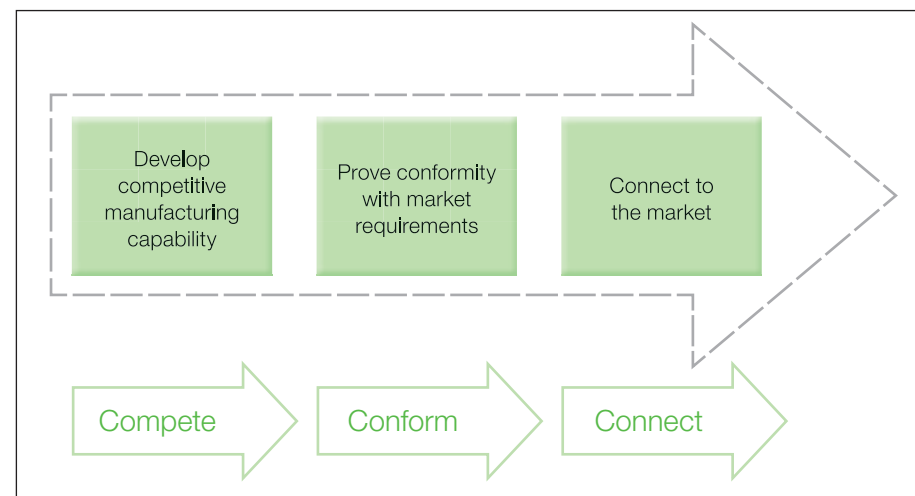 Develop
competitive
manufacturing
capability
Prove conformity
with market
requirements
Connect to
the market
Compete
Conform
Connect